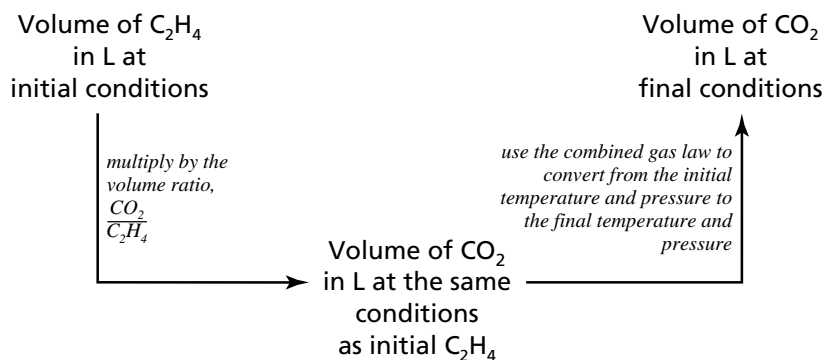 Volume of C₂H₄
in L at
initial conditions
multiply by the
volume ratio,
CO₂
C₂H₄
Volume of CO₂
in L at the same
conditions
as initial C₂H₄
use the combined gas law to
convert from the initial
temperature and pressure to
the final temperature and
pressure
Volume of CO₂
in L at
final conditions